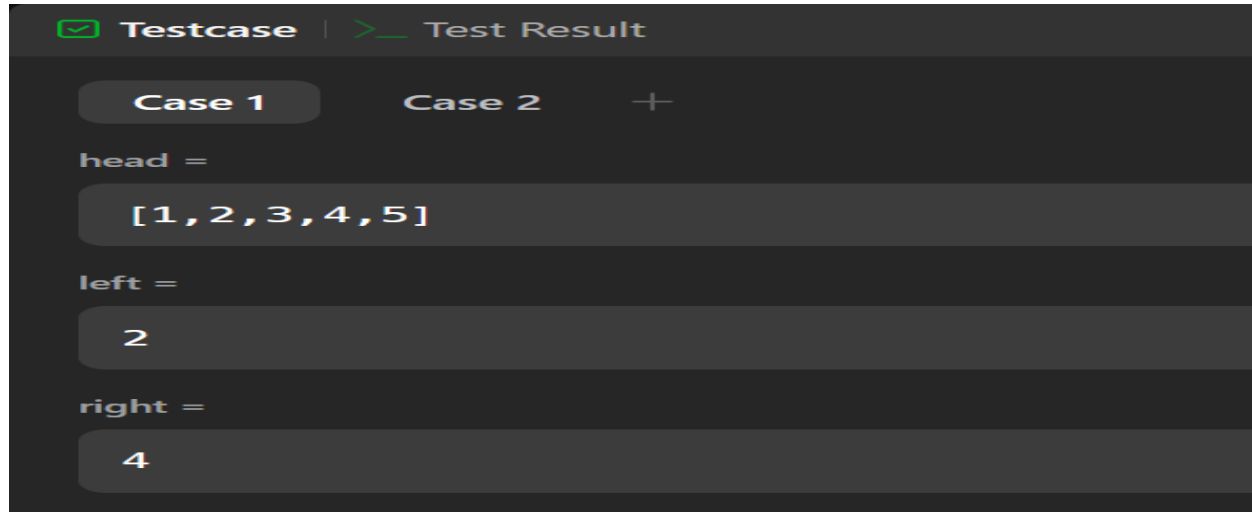 Testcase | >_ Test Result
Case 1 Case 2 +
head =
[1,2,3,4,5]
left =
2
right =
4